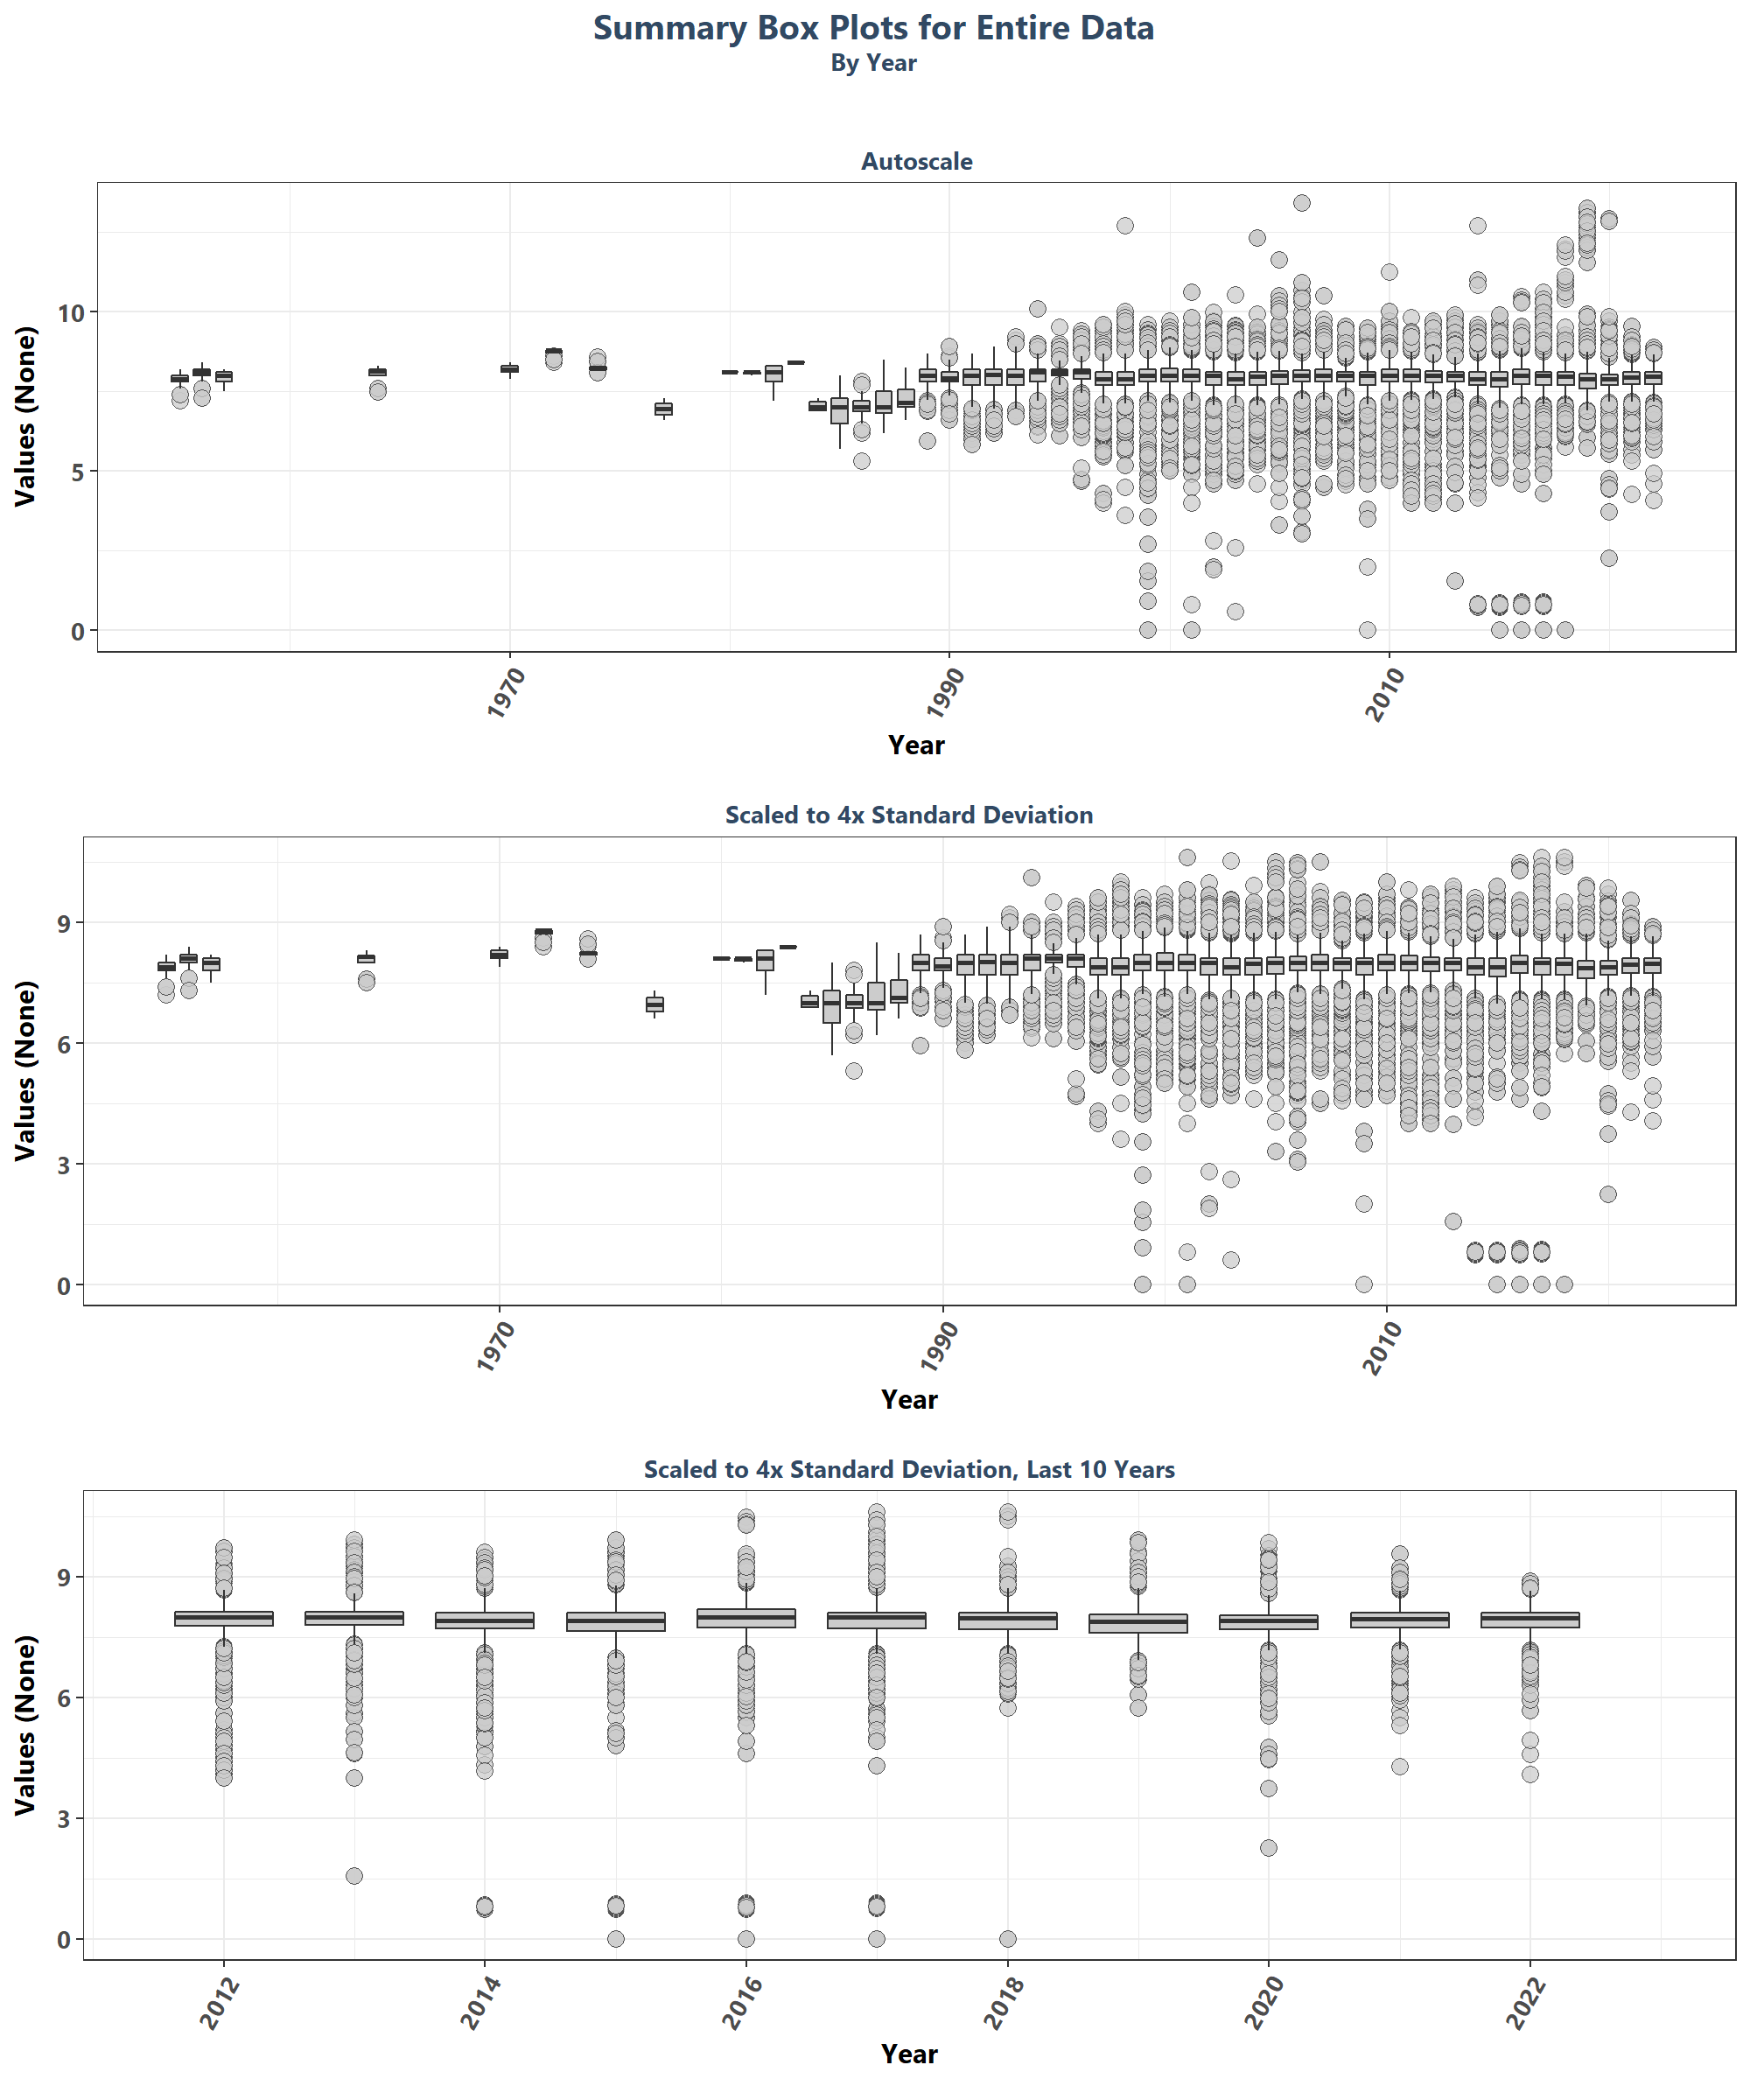 Summary Box Plots for Entire Data
By Year
Autoscale
Values (None)
10
5
0
1970
1990
2010
Year
Scaled to 4x Standard Deviation
Values (None)
9
6
3
0
1970
1990
2010
Year
Scaled to 4x Standard Deviation, Last 10 Years
Values (None)
9
6
3
0
2012
2014
2016
2018
2020
2022
Year